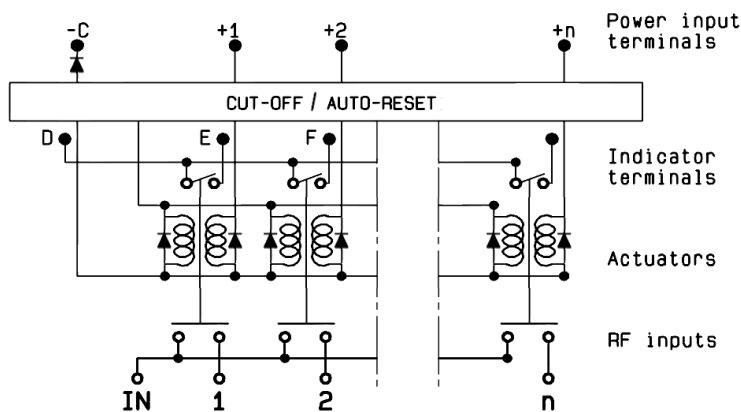 -C +1 +2 +n Power input
terminals
CUT-OFF / AUTO-RESET
D E F Indicator
terminals
Actuators
RF inputs
IN 1 2 n